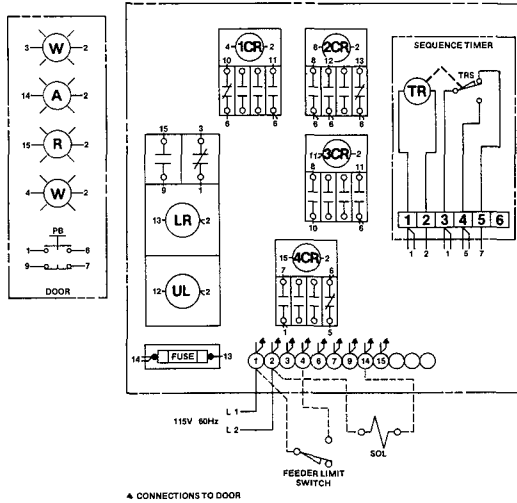 3 W 2
14 A 2
15 R 2
4 W 2
PB
1 8
9 7
DOOR
4 1CR 2
10 11
6 6
6 2CR 2
8 12 13
6 6 6
SEQUENCE TIMER
TR TRS
1 2 3 4 5 6
1 2 1 5 7
15 3
9 1
13 LR 2
12 UL 2
11 3CR 2
8 11
10 6
15 4CR 2
7 6
1 5
14 FUSE 13
1 2 3 4 6 7 9 14 15
L 1
115V 60Hz
L 2
SOL
FEEDER LIMIT
SWITCH
CONNECTIONS TO DOOR